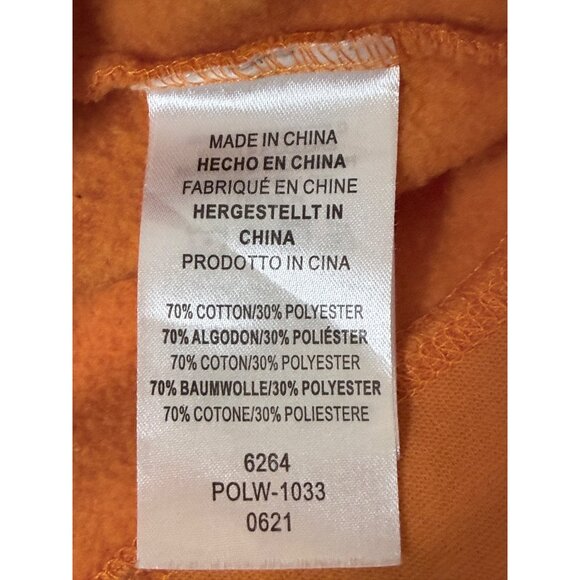 MADE IN CHINA
HECHO EN CHINA
FABRIQUÉ EN CHINE
HERGESTELLT IN
CHINA
PRODOTTO IN CINA
70% COTTON/30% POLYESTER
70% ALGODON/30% POLIÉSTER
70% COTON/30% POLYESTER
70% BAUMWOLLE/30% POLYESTER
70% COTONE/30% POLIESTERE
6264
POLW-1033
0621